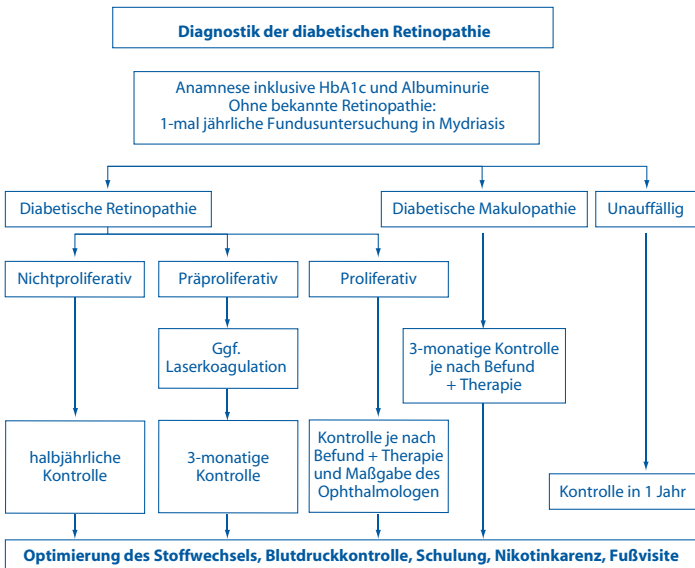 Diagnostik der diabetischen Retinopathie
Anamnese inklusive HbA1c und Albuminurie
Ohne bekannte Retinopathie:
1-mal jährliche Fundusuntersuchung in Mydriasis
Diabetische Retinopathie
Diabetische Makulopathie
Unauffällig
Nichtproliferativ
Präproliferativ
Proliferativ
Ggf.
Laserkoagulation
3-monatige Kontrolle
je nach Befund
+ Therapie
halbjährliche
Kontrolle
3-monatige
Kontrolle
Kontrolle je nach
Befund + Therapie
und Maßgabe des
Ophthalmologen
Kontrolle in 1 Jahr
Optimierung des Stoffwechsels, Blutdruckkontrolle, Schulung, Nikotinkarenz, Fußvisite